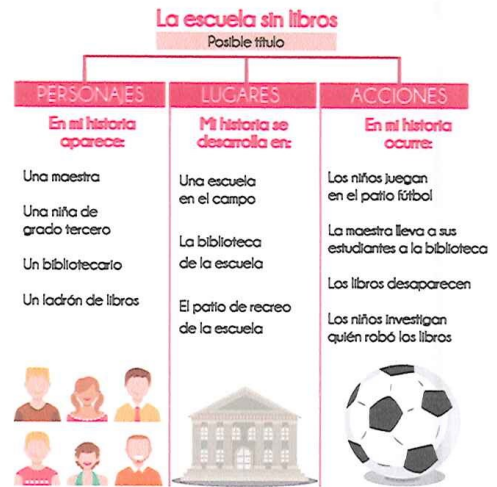 La escuela sin libros
Posible título
PERSONAJES
En mi historia
aparece:
Una maestra
Una niña de
grado tercero
Un bibliotecario
Un ladrón de libros
LUGARES
Mi historia se
desarrolla en:
Una escuela
en el campo
La biblioteca
de la escuela
El patio de recreo
de la escuela
ACCIONES
En mi historia
ocurre:
Los niños juegan
en el patio fútbol
La maestra lleva a sus
estudiantes a la biblioteca
Los libros desaparecen
Los niños investigan
quién robó los libros